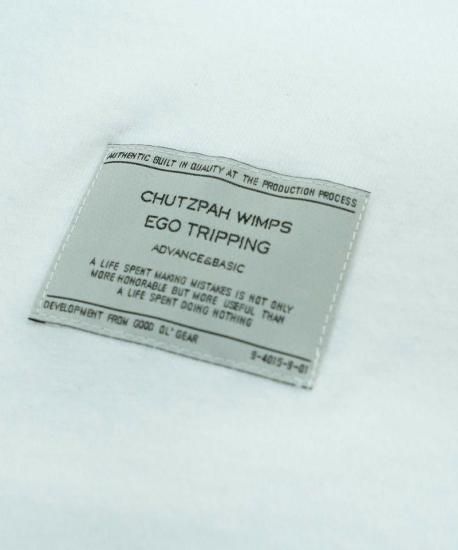 AUTHENTIC BUILT IN QUALITY AT THE PRODUCTION PROCESS
CHUTZPAH WIMPS
EGO TRIPPING
ADVANCE&BASIC
A LIFE SPENT MAKING MISTAKES IS NOT ONLY
MORE HONORABLE BUT MORE USEFUL THAN
A LIFE SPENT DOING NOTHING
DEVELOPMENT FROM GOOD OL' GEAR
S-4015-S-01